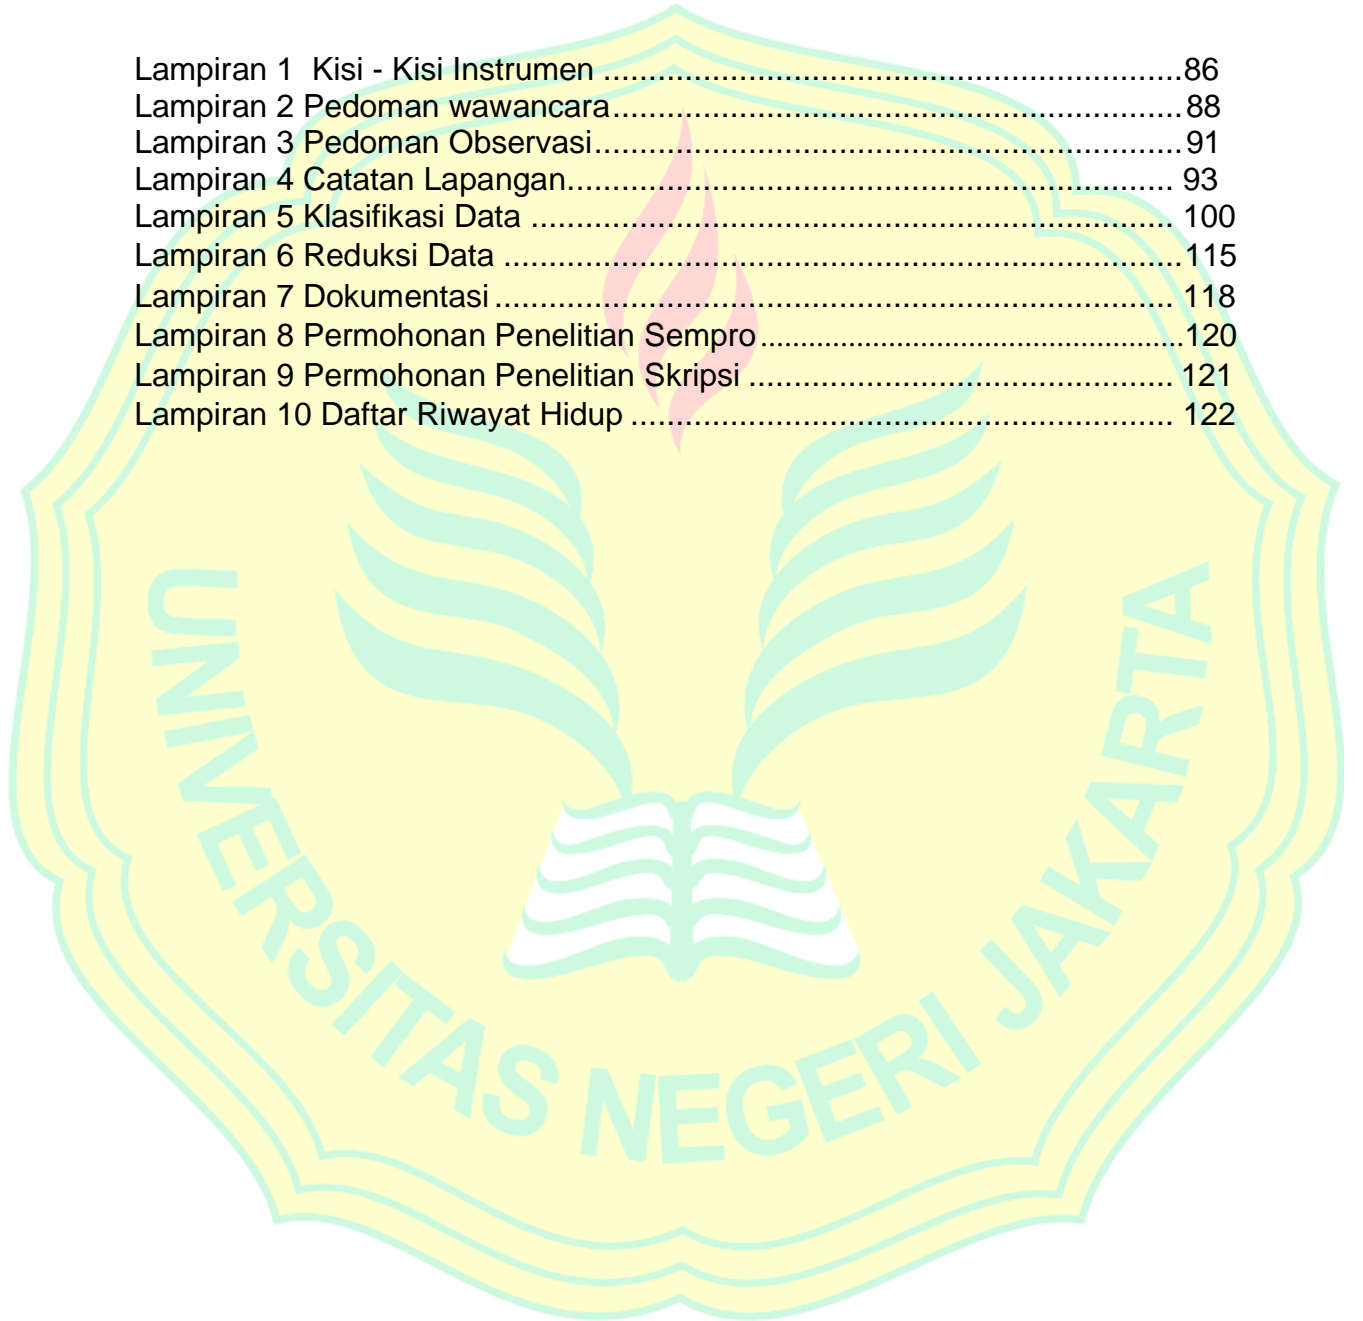 Lampiran 1  Kisi - Kisi Instrumen ................................................................86
Lampiran 2 Pedoman wawancara...............................................................88
Lampiran 3 Pedoman Observasi.................................................................91
Lampiran 4 Catatan Lapangan................................................................... 93
Lampiran 5 Klasifikasi Data ....................................................................... 100
Lampiran 6 Reduksi Data ...........................................................................115
Lampiran 7 Dokumentasi ........................................................................... 118
Lampiran 8 Permohonan Penelitian Sempro...................................................120
Lampiran 9 Permohonan Penelitian Skripsi ............................................... 121
Lampiran 10 Daftar Riwayat Hidup ............................................................ 122
UNIVERSITAS NEGERI JAKARTA